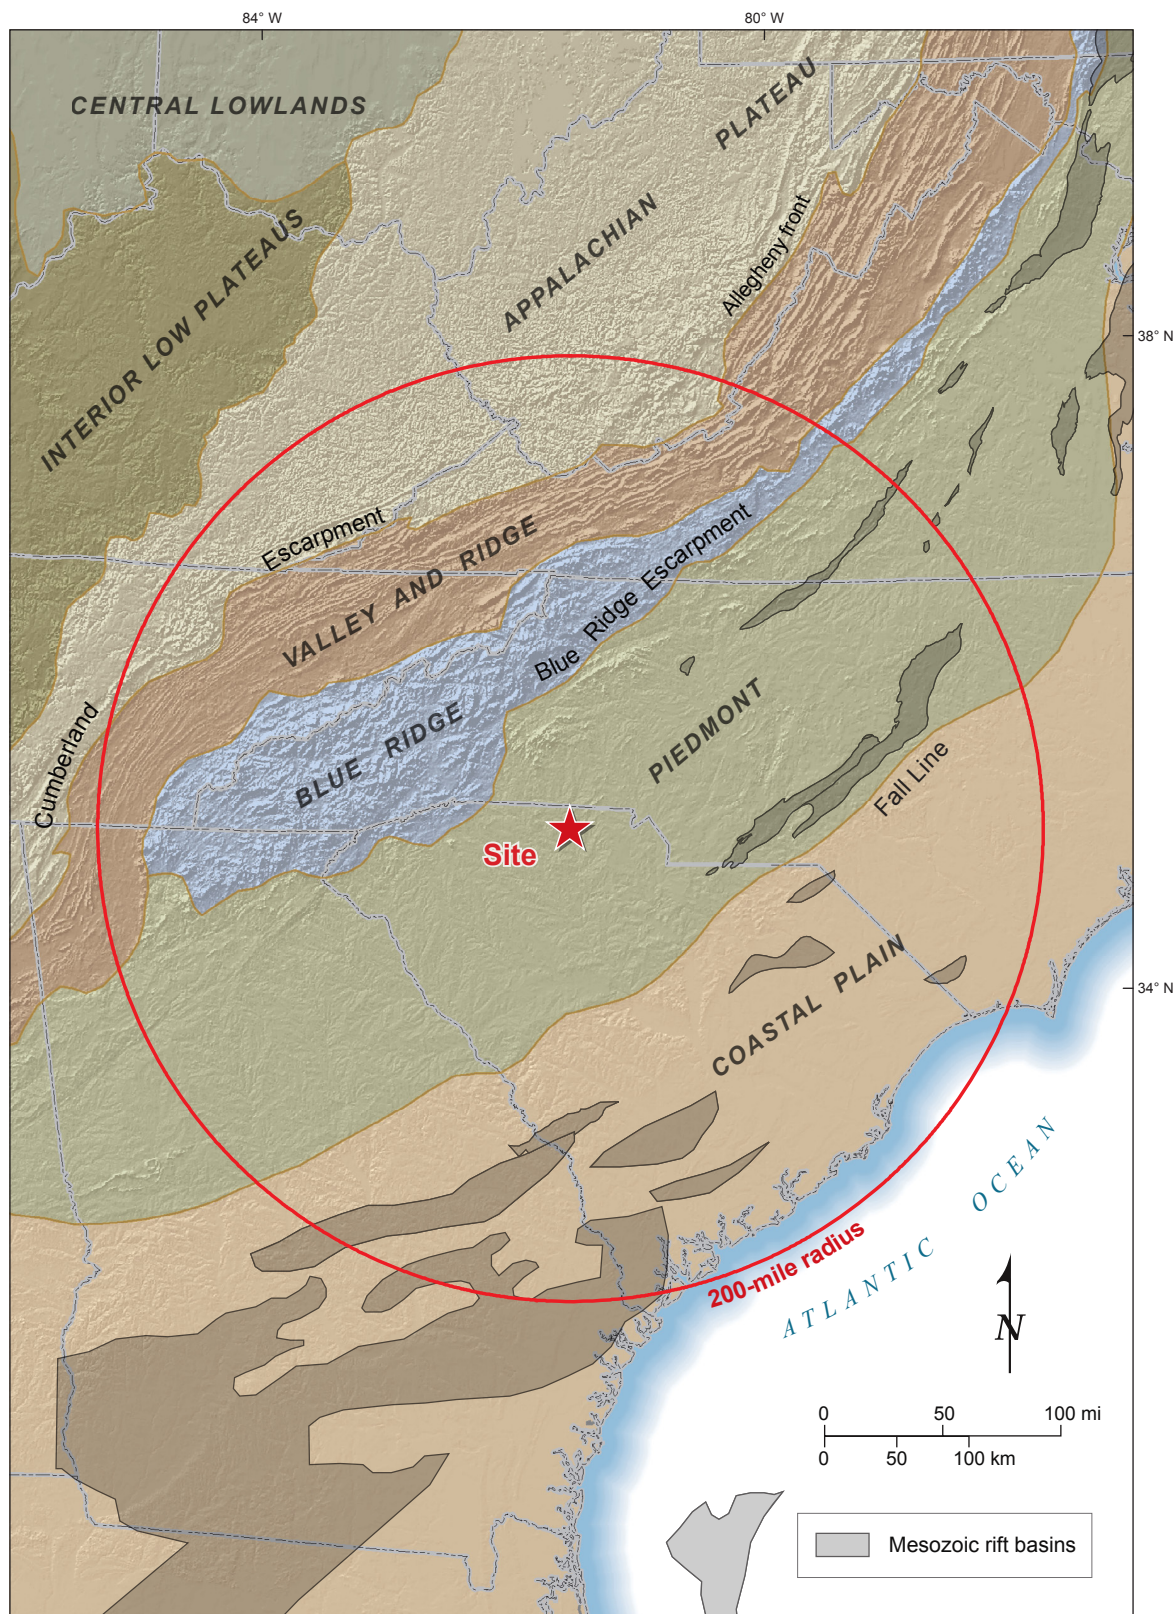 84° W
80° W
CENTRAL LOWLANDS
PLATEAU
APPALACHIAN
Allegheny front
INTERIOR LOW PLATEAUS
38° N
Escarpment
VALLEY AND RIDGE
Blue Ridge Escarpment
Cumberland
BLUE RIDGE
PIEDMONT
Fall Line
Site
COASTAL PLAIN
34° N
200-mile radius
ATLANTIC OCEAN
N
0 50 100 mi
0 50 100 km
Mesozoic rift basins